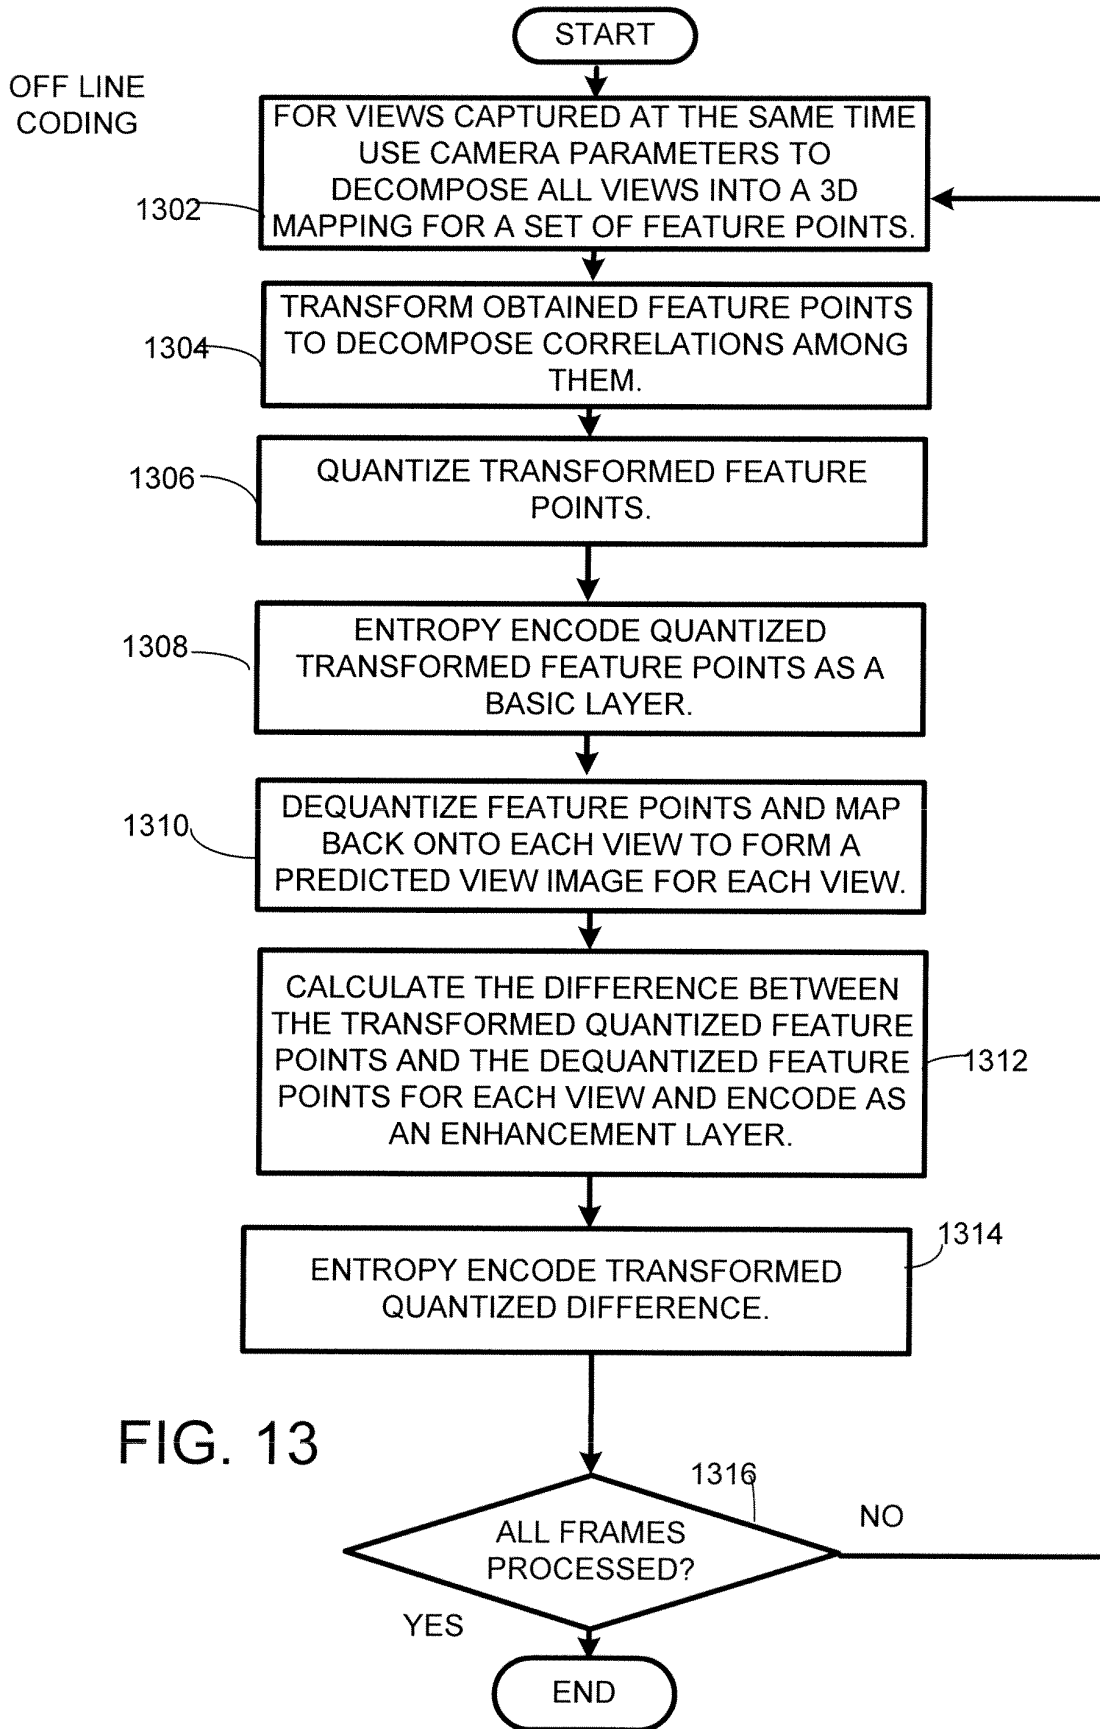 START
OFF LINE
CODING
FOR VIEWS CAPTURED AT THE SAME TIME
USE CAMERA PARAMETERS TO
DECOMPOSE ALL VIEWS INTO A 3D
MAPPING FOR A SET OF FEATURE POINTS.
1302
TRANSFORM OBTAINED FEATURE POINTS
TO DECOMPOSE CORRELATIONS AMONG
THEM.
1304
QUANTIZE TRANSFORMED FEATURE
POINTS.
1306
ENTROPY ENCODE QUANTIZED
TRANSFORMED FEATURE POINTS AS A
BASIC LAYER.
1308
DEQUANTIZE FEATURE POINTS AND MAP
BACK ONTO EACH VIEW TO FORM A
PREDICTED VIEW IMAGE FOR EACH VIEW.
1310
CALCULATE THE DIFFERENCE BETWEEN
THE TRANSFORMED QUANTIZED FEATURE
POINTS AND THE DEQUANTIZED FEATURE
POINTS FOR EACH VIEW AND ENCODE AS
AN ENHANCEMENT LAYER.
1312
1314
ENTROPY ENCODE TRANSFORMED
QUANTIZED DIFFERENCE.
FIG. 13
1316
ALL FRAMES
PROCESSED?
NO
YES
END